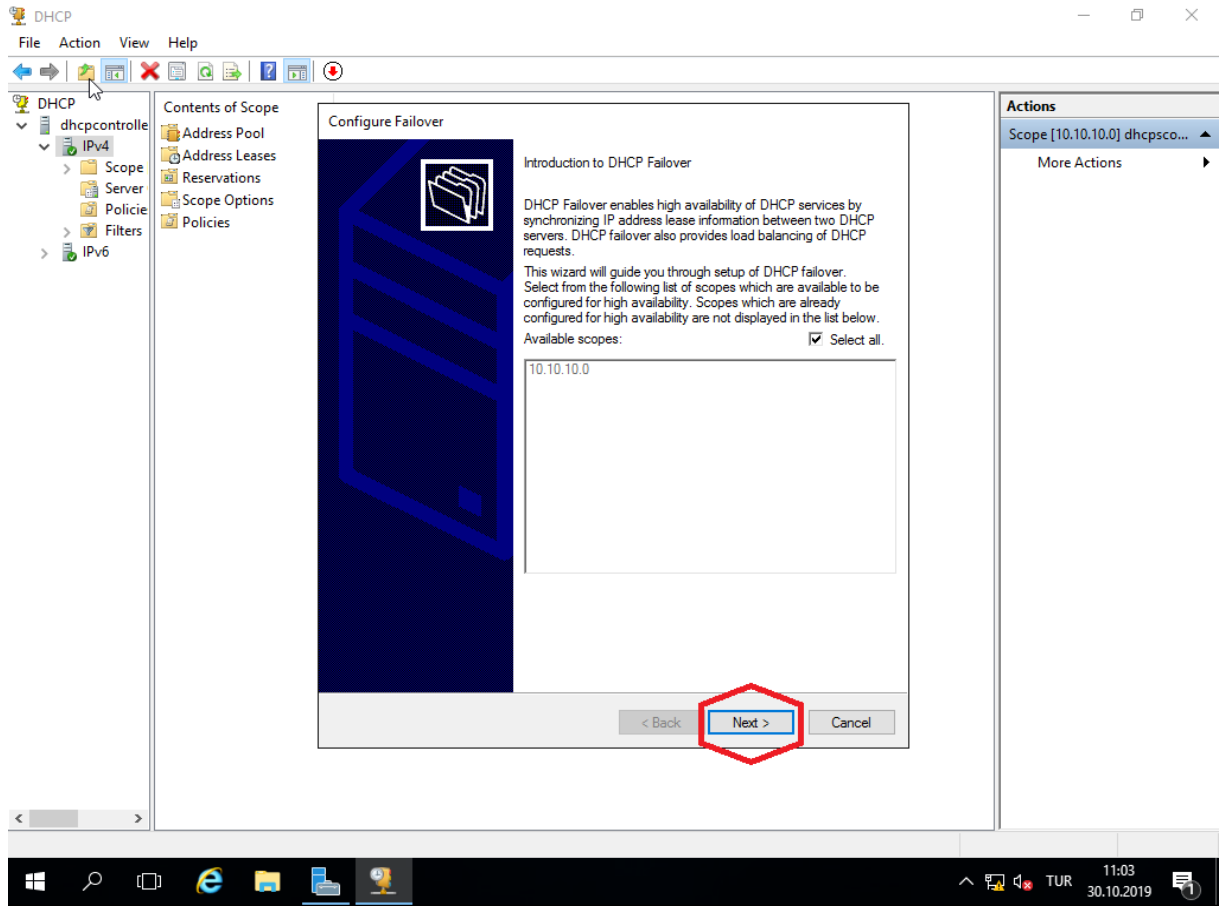 DHCP
File Action View Help
DHCP
dhcpcontrolle
IPv4
Scope
Server
Policie
Filters
IPv6
Contents of Scope
Address Pool
Address Leases
Reservations
Scope Options
Policies
Configure Failover
Introduction to DHCP Failover
DHCP Failover enables high availability of DHCP services by
synchronizing IP address lease information between two DHCP
servers. DHCP failover also provides load balancing of DHCP
requests.
This wizard will guide you through setup of DHCP failover.
Select from the following list of scopes which are available to be
configured for high availability. Scopes which are already
configured for high availability are not displayed in the list below.
Available scopes: Select all.
10.10.10.0
< Back Next > Cancel
Actions
Scope [10.10.10.0] dhcpsco...
More Actions
TUR
11:03
30.10.2019
1